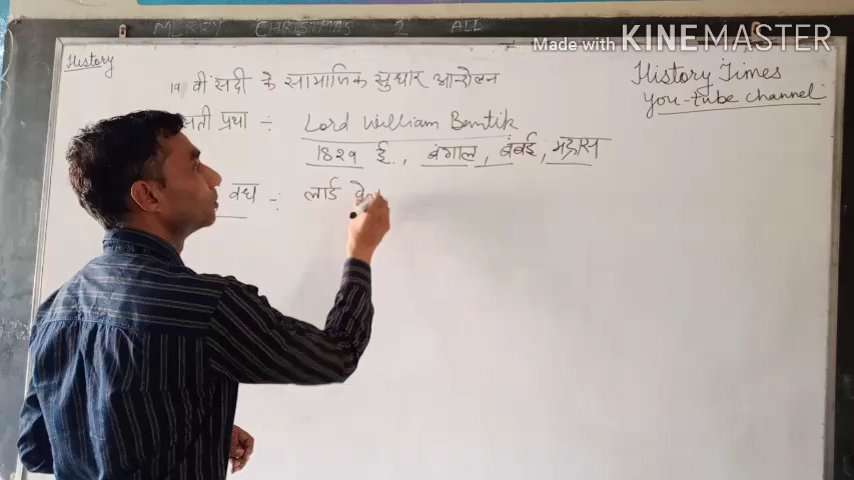 MERRY CHRISTMAS 2 ALL
Made with KINEMASTER
History
19 वी सदी के सामाजिक सुधार आन्दोलन
History Times
You-tube channel
सती प्रथा :- Lord William Bentik
1829 ई., बंगाल, बंबई, मद्रास
वध :- लार्ड वेल